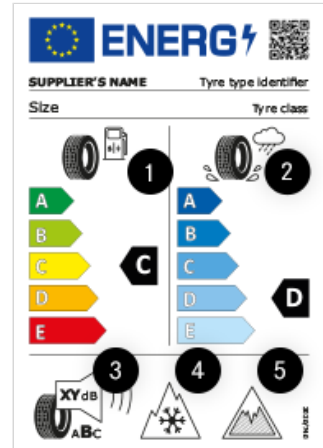 ENERG
SUPPLIER'S NAME Tyre type identifier
Size Tyre class
1 2
A A
B B
C C C
D D D
E E
3 4 5
XYdB
ABC